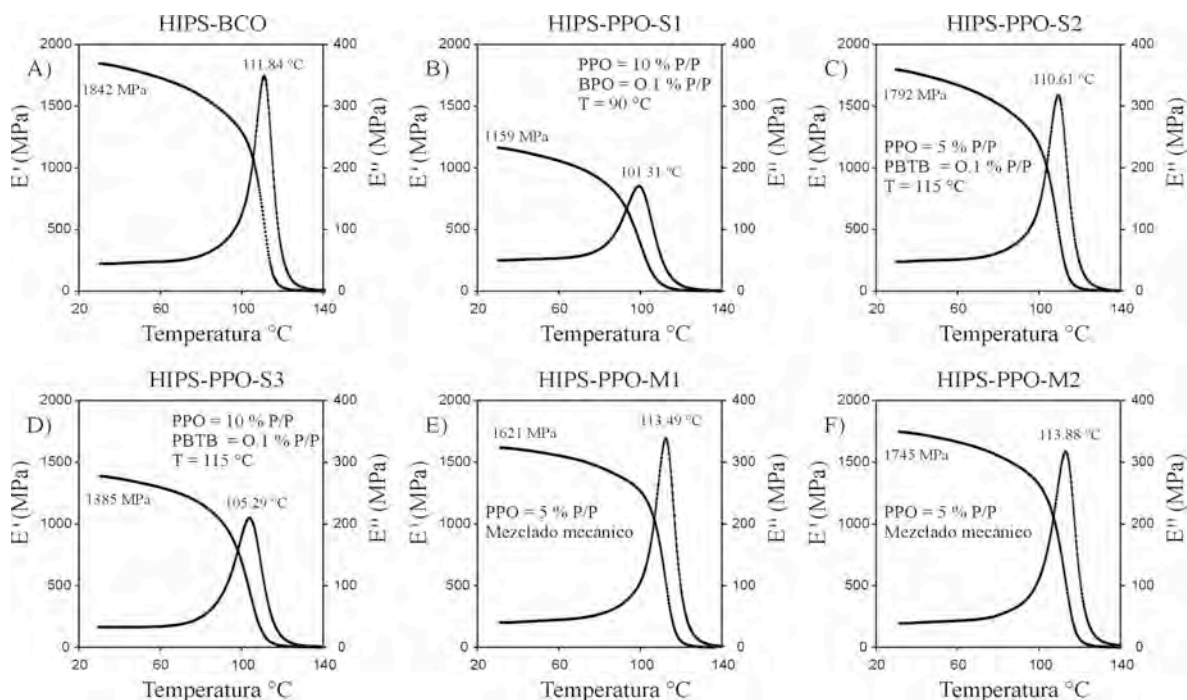 HIPS-BCO
A)
2000
1500
1000
500
0
400
300
200
100
0
20
60
100
140
E' (MPa)
E" (MPa)
1842 MPa
111.84 °C
Temperatura °C
HIPS-PPO-S1
B)
2000
1500
1000
500
0
400
300
200
100
0
20
60
100
140
E' (MPa)
E" (MPa)
PPO = 10 % P/P
BPO = 0.1 % P/P
T = 90 °C
1159 MPa
101.31 °C
Temperatura °C
HIPS-PPO-S2
C)
2000
1500
1000
500
0
400
300
200
100
0
20
60
100
140
E' (MPa)
E" (MPa)
110.61 °C
1792 MPa
PPO = 5 % P/P
PBTB = 0.1 % P/P
T = 115 °C
Temperatura °C
HIPS-PPO-S3
D)
2000
1500
1000
500
0
400
300
200
100
0
20
60
100
140
E' (MPa)
E" (MPa)
PPO = 10 % P/P
PBTB = 0.1 % P/P
T = 115 °C
1385 MPa
105.29 °C
Temperatura °C
HIPS-PPO-M1
E)
2000
1500
1000
500
0
400
300
200
100
0
20
60
100
140
E' (MPa)
E" (MPa)
113.49 °C
1621 MPa
PPO = 5 % P/P
Mezclado mecánico
Temperatura °C
HIPS-PPO-M2
F)
2000
1500
1000
500
0
400
300
200
100
0
20
60
100
140
E' (MPa)
E" (MPa)
113.88 °C
1745 MPa
PPO = 5 % P/P
Mezclado mecánico
Temperatura °C